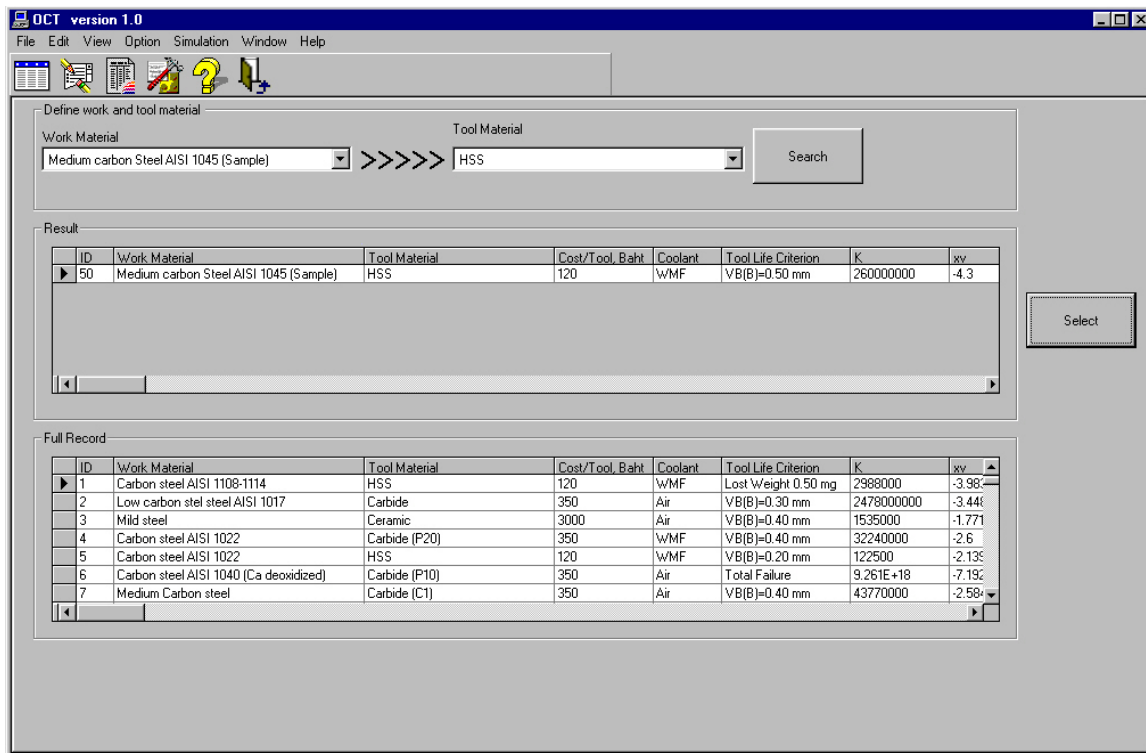 OCT version 1.0
File Edit View Option Simulation Window Help
Define work and tool material
Work Material
Tool Material
Medium carbon Steel AISI 1045 (Sample) >>>>> HSS Search
Result
ID Work Material Tool Material Cost/Tool, Baht Coolant Tool Life Criterion K xv
50 Medium carbon Steel AISI 1045 (Sample) HSS 120 WMF VB(B)=0.50 mm 260000000 -4.3
Select
Full Record
ID Work Material Tool Material Cost/Tool, Baht Coolant Tool Life Criterion K xv
1 Carbon steel AISI 1108-1114 HSS 120 WMF Lost Weight 0.50 mg 2988000
2 Low carbon stel steel AISI 1017 Carbide 350 Air VB(B)=0.30 mm 2478000000
3 Mild steel Ceramic 3000 Air VB(B)=0.40 mm 1535000 -1.771
4 Carbon steel AISI 1022 Carbide (P20) 350 WMF VB(B)=0.40 mm 32240000 -2.6
5 Carbon steel AISI 1022 HSS 120 WMF VB(B)=0.20 mm 122500
6 Carbon steel AISI 1040 (Ca deoxidized) Carbide (P10) 350 Air Total Failure 9.261E+18 -7.192
7 Medium Carbon steel Carbide (C1) 350 Air VB(B)=0.40 mm 43770000